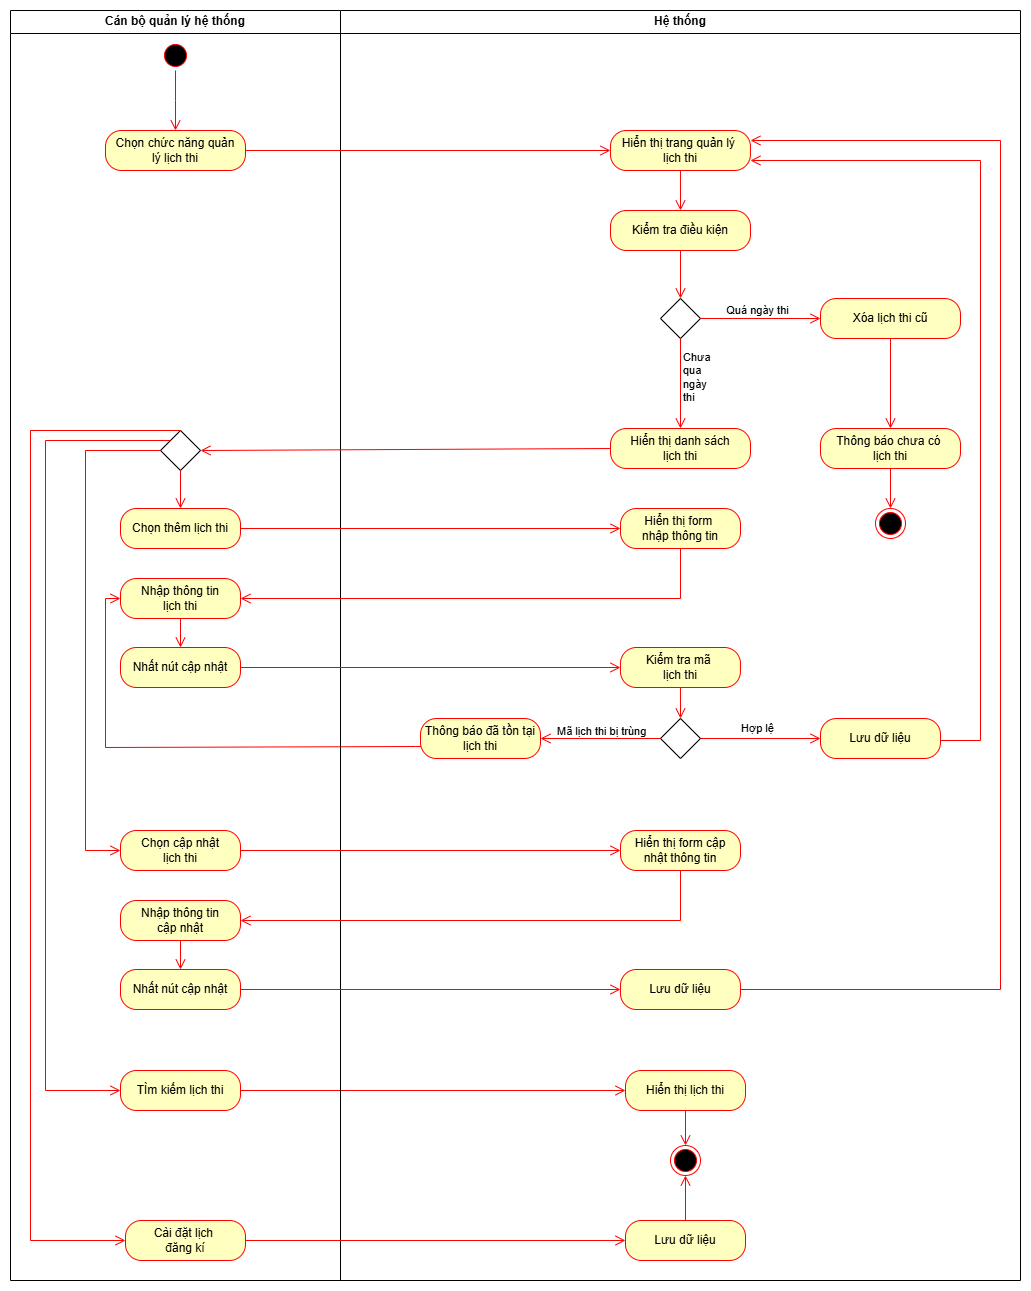 Cán bộ quản lý hệ thống
Hệ thống
Chọn chức năng quản
lý lịch thi
Hiển thị trang quản lý
lịch thi
Kiểm tra điều kiện
Quá ngày thi
Xóa lịch thi cũ
Chưa
qua
ngày
thi
Hiển thị danh sách
lịch thi
Thông báo chưa có
lịch thi
Chọn thêm lịch thi
Hiển thị form
nhập thông tin
Nhập thông tin
lịch thi
Nhất nút cập nhật
Kiểm tra mã
lịch thi
Thông báo đã tồn tại
lịch thi
Mã lịch thi bị trùng
Hợp lệ
Lưu dữ liệu
Chọn cập nhật
lịch thi
Hiển thị form cập
nhật thông tin
Nhập thông tin
cập nhật
Nhất nút cập nhật
Lưu dữ liệu
TÌm kiếm lịch thi
Hiển thị lịch thi
Cải đặt lịch
đăng kí
Lưu dữ liệu